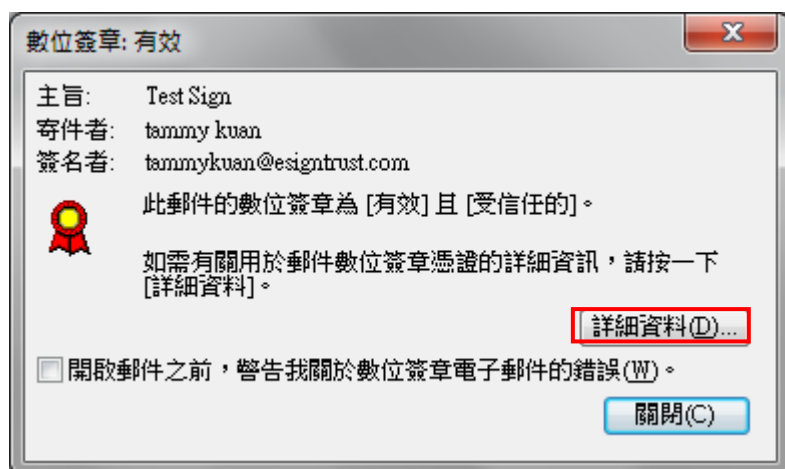 數位簽章: 有效
主旨: Test Sign
寄件者: tammy kuan
簽名者: tammykuan@esigntrust.com
此郵件的數位簽章為 [有效] 且 [受信任的]。
如需有關用於郵件數位簽章憑證的詳細資訊，請按一下
[詳細資料]。
詳細資料(D)...
開啟郵件之前，警告我關於數位簽章電子郵件的錯誤(W)。
關閉(C)